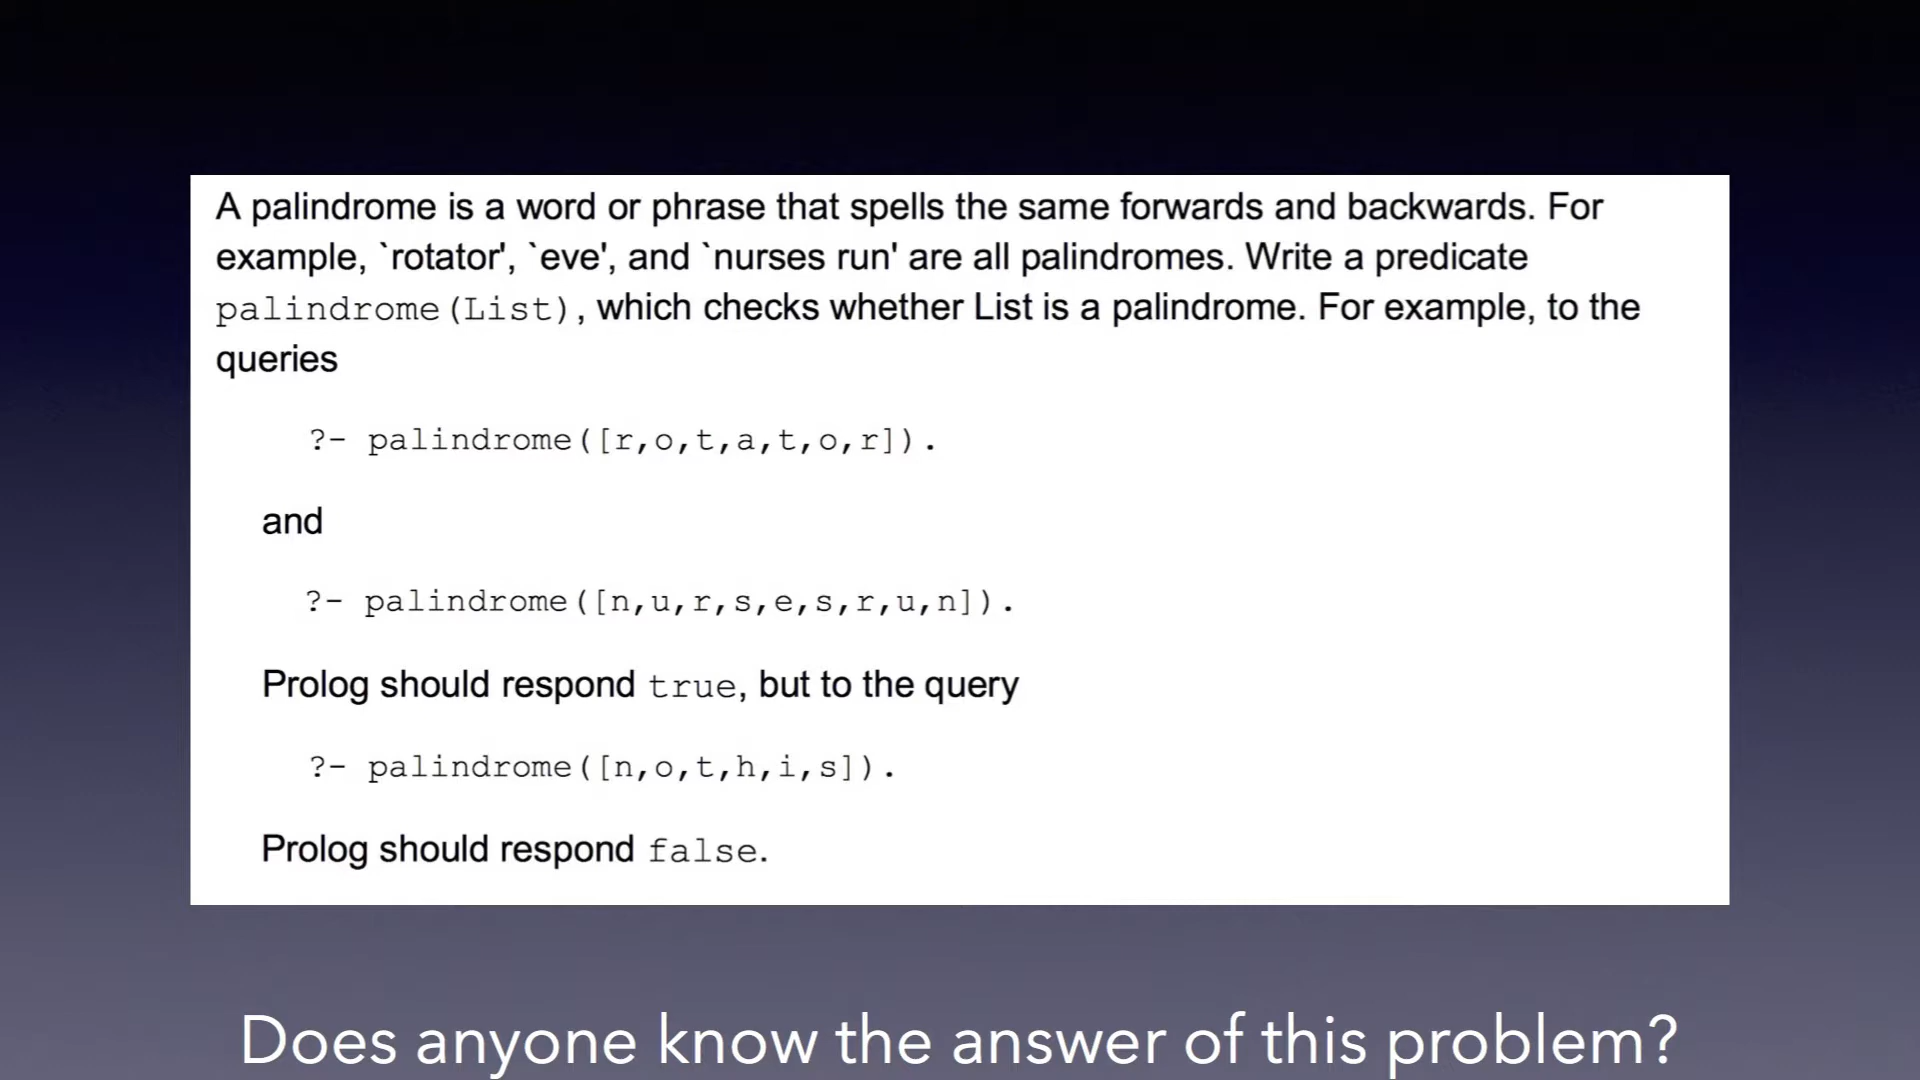 A palindrome is a word or phrase that spells the same forwards and backwards. For
example, `rotator', `eve', and `nurses run' are all palindromes. Write a predicate
palindrome(List), which checks whether List is a palindrome. For example, to the
queries
?- palindrome([r,o,t,a,t,o,r]).
and
?- palindrome([n,u,r,s,e,s,r,u,n]).
Prolog should respond true, but to the query
?- palindrome([n,o,t,h,i,s]).
Prolog should respond false.
Does anyone know the answer of this problem?